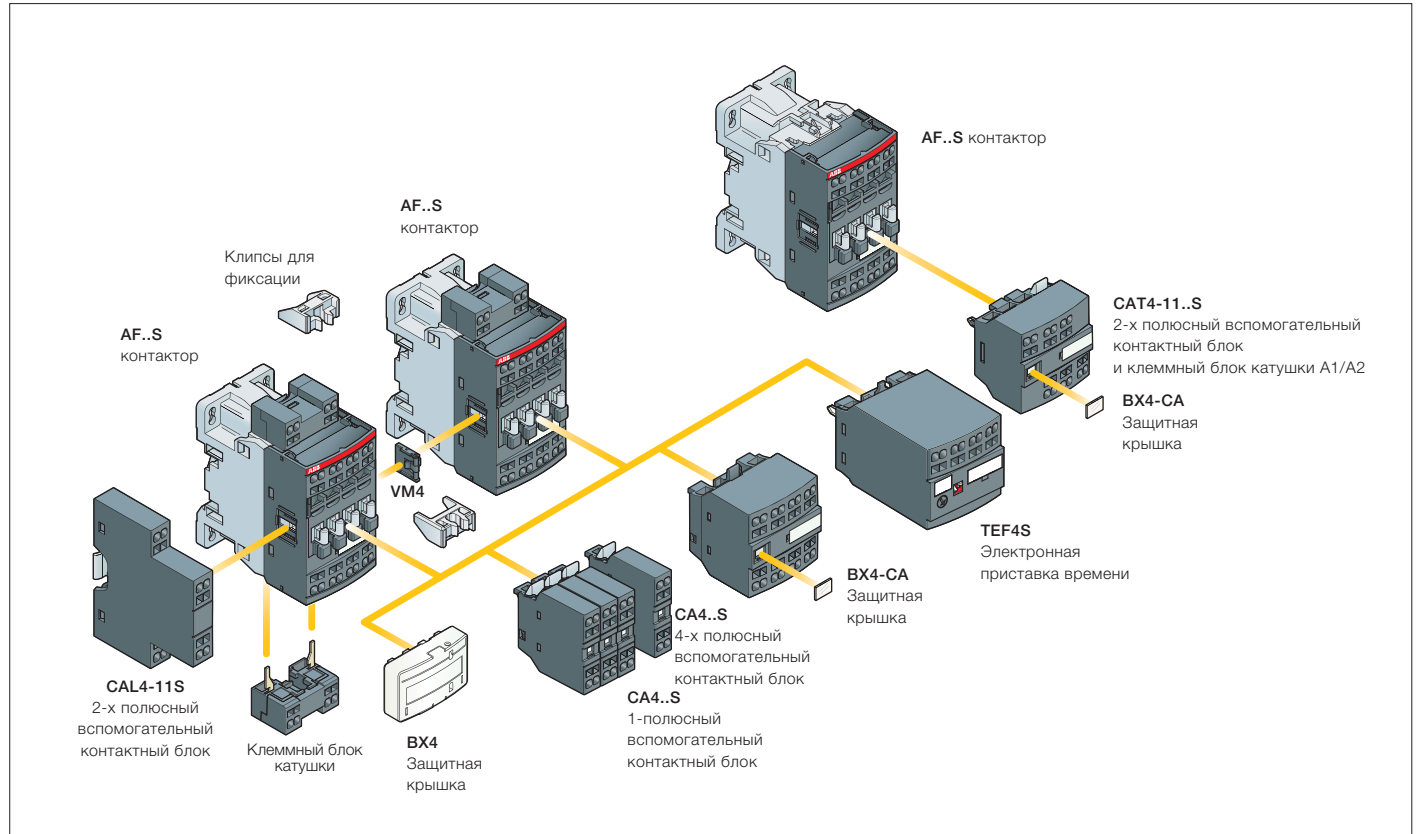 AF..S контактор
AF..S
контактор
Клипсы для
фиксации
AF..S
контактор
CAT4-11..S
2-х полюсный вспомогательный
контактный блок
и клеммный блок катушки A1/A2
BX4-CA
Защитная
крышка
VM4
TEF4S
Электронная
приставка времени
BX4-CA
Защитная
крышка
CA4..S
4-х полюсный
вспомогательный
контактный блок
CA4..S
1-полюсный
вспомогательный
контактный блок
CAL4-11S
2-х полюсный
вспомогательный
контактный блок
Клеммный блок
катушки
BX4
Защитная
крышка
ABB
ABB
ABB